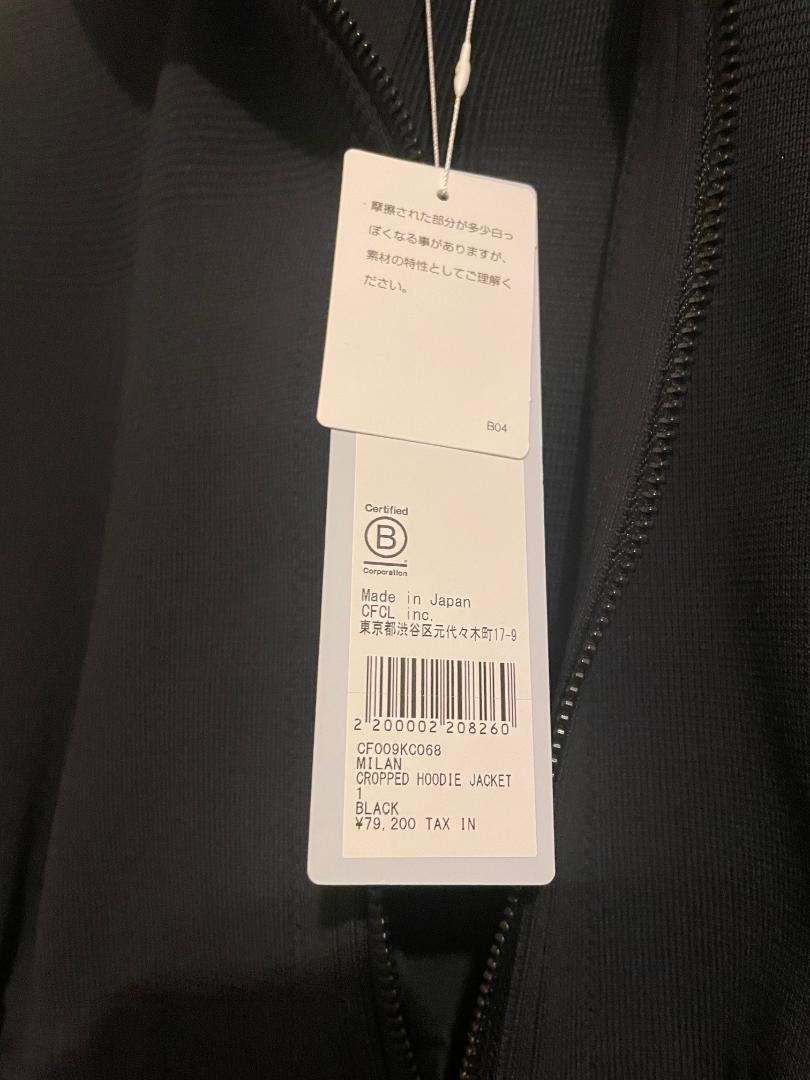 ・摩擦された部分が多少白っ
ぽくなる事がありますが、
素材の特性としてご理解く
ださい。
B04
Certified
B
Corporation
Made in Japan
CFCL inc.
東京都渋谷区元代々木町17-9
2 200002 208260
CF009KC068
MILAN
CROPPED HOODIE JACKET
1
BLACK
¥79,200 TAX IN